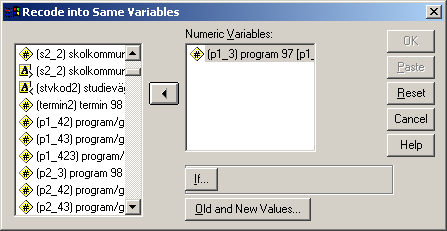 Recode into Same Variables
(s2_2) skolkommur
(s2_2) skolkommur
(stvkod2) studieväg
(termin2) termin 98
(p1_42) program/g
(p1_43) program/g
(p1_423) program/
(p2_3) program 98
(p2_42) program/g
(p2_43) program/g
Numeric Variables:
(p1_3) program 97 [p1_
If...
Old and New Values...
OK
Paste
Reset
Cancel
Help